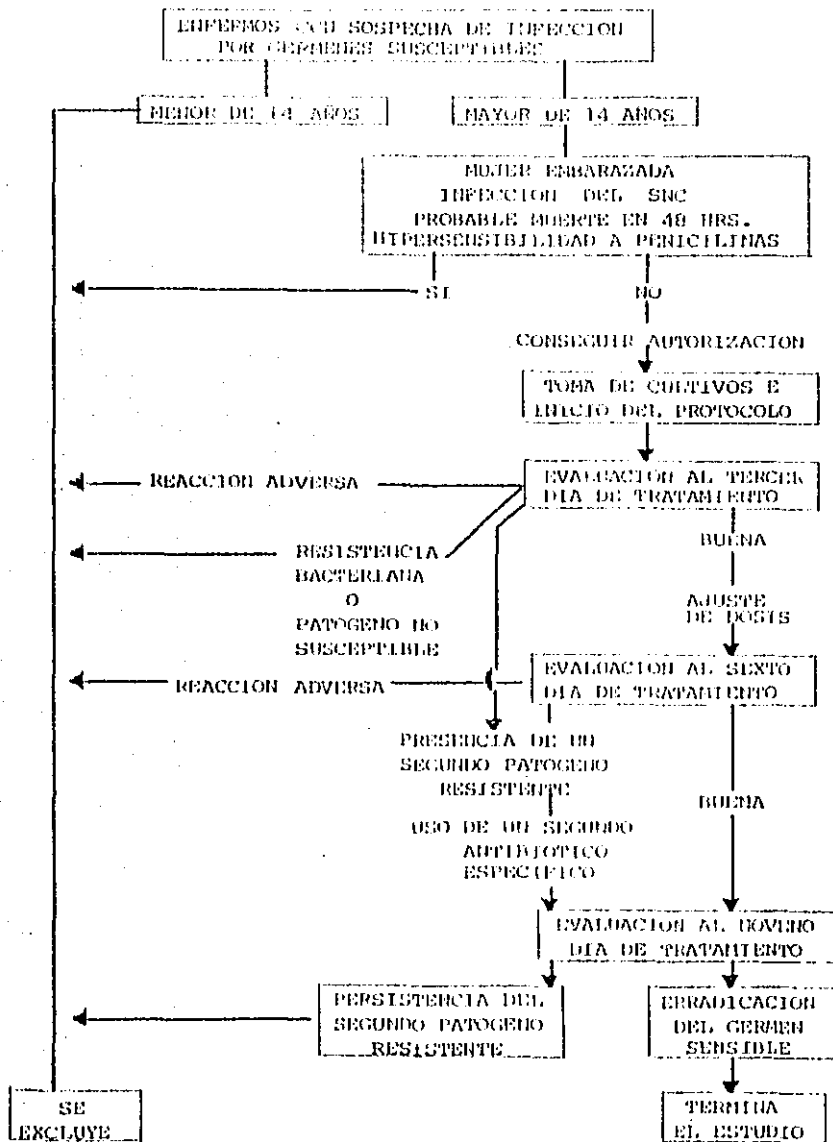 ENFERMOS CON SOSPECHA DE INFECCION
POR GERMENES SUSCEPTIBLES
MENOR DE 14 AÑOS
MAYOR DE 14 AÑOS
MUJER EMBARAZADA
INFECCION DEL SNC
PROBABLE MUERTE EN 48 HRS.
HIPERSENSIBILIDAD A PENICILINAS
SI
NO
CONSEGUIR AUTORIZACION
TOMA DE CULTIVOS E
INICIO DEL PROTOCOLO
EVALUACION AL TERCER
DIA DE TRATAMIENTO
REACCION ADVERSA
BUENA
RESISTENCIA
BACTERIANA
O
PATOGENO NO
SUSCEPTIBLE
AJUSTE
DE DOSIS
EVALUACION AL SEXTO
DIA DE TRATAMIENTO
REACCION ADVERSA
PRESENCIA DE UN
SEGUNDO PATOGENO
RESISTENTE
BUENA
USO DE UN SEGUNDO
ANTIBIOTICO
ESPECIFICO
EVALUACION AL NOVENO
DIA DE TRATAMIENTO
PERSISTENCIA DEL
SEGUNDO PATOGENO
RESISTENTE
ERRADICACION
DEL GERMEN
SENSIBLE
SE
EXCLUYE
TERMINA
EL ESTUDIO